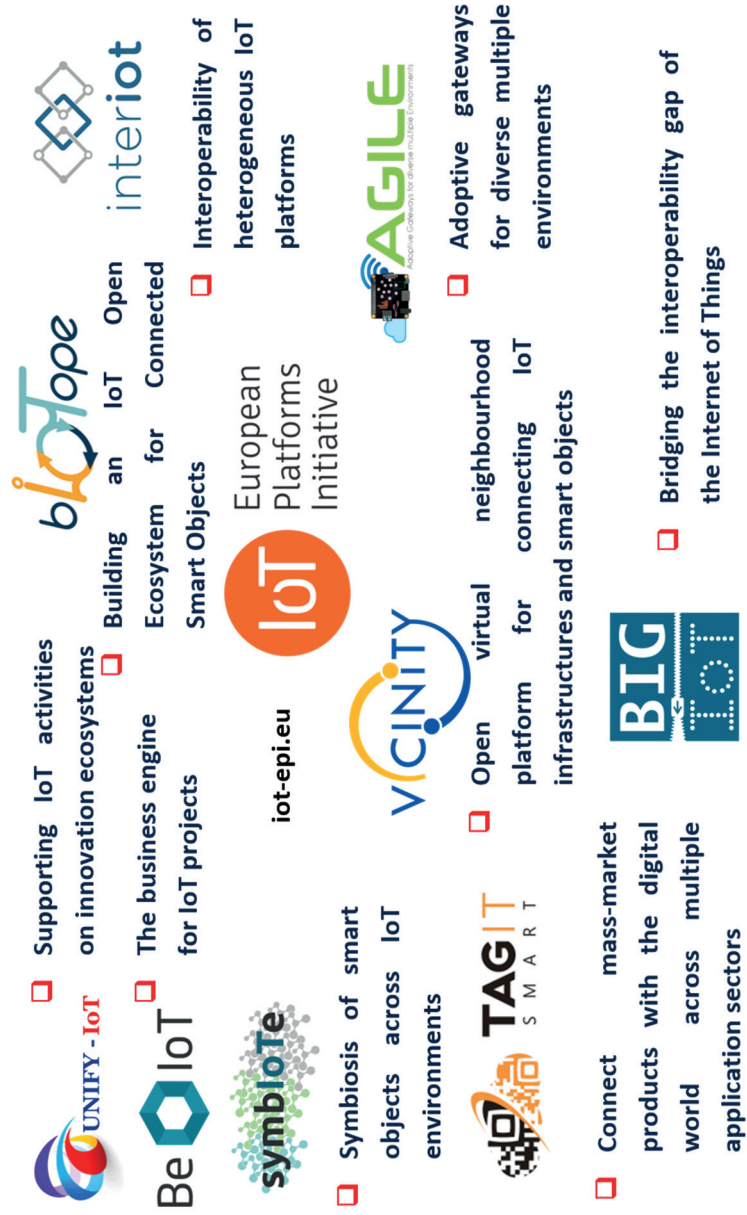 UNIFY - IoT
Supporting IoT activities
on innovation ecosystems
Be IoT
The business engine
for IoT projects
symbIoTe
Symbiosis of smart
objects across IoT
environments
TAGIT
SMART
Connect mass-market
products with the digital
world across multiple
application sectors
bIoTope
Building an IoT Open
Ecosystem for Connected
Smart Objects
iot-epi.eu
IoT
European
Platforms
Initiative
VICINITY
Open virtual neighbourhood
platform for connecting IoT
infrastructures and smart objects
BIG
IoT
Bridging the interoperability gap of
the Internet of Things
interiot
Interoperability of
heterogeneous IoT
platforms
AGILE
Adoptive Gateways for diverse muLtiple Environments
Adoptive gateways
for diverse multiple
environments